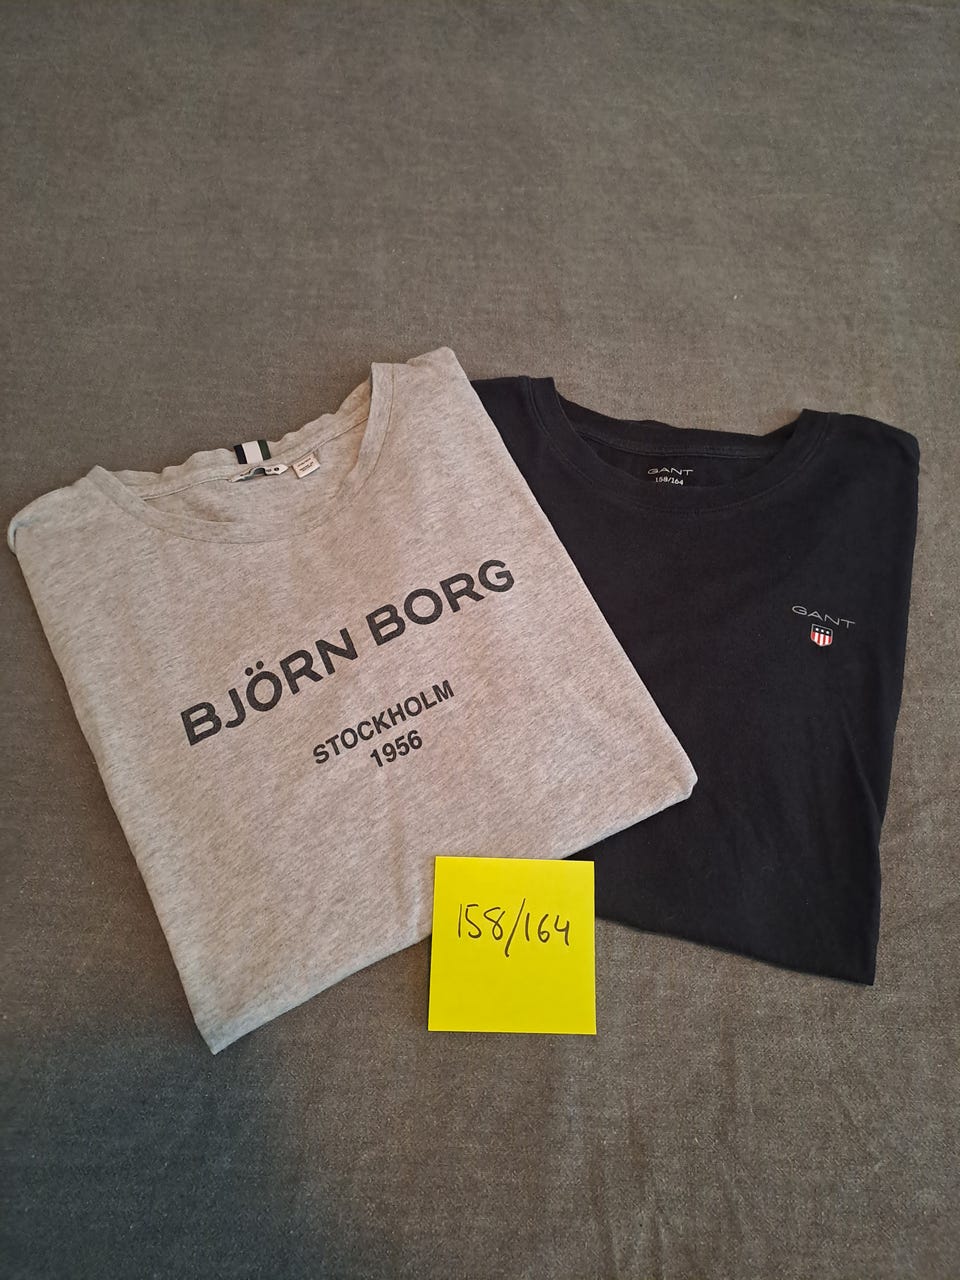 BJÖRN BORG
STOCKHOLM
1956
GANT
158/164
GANT
158/164